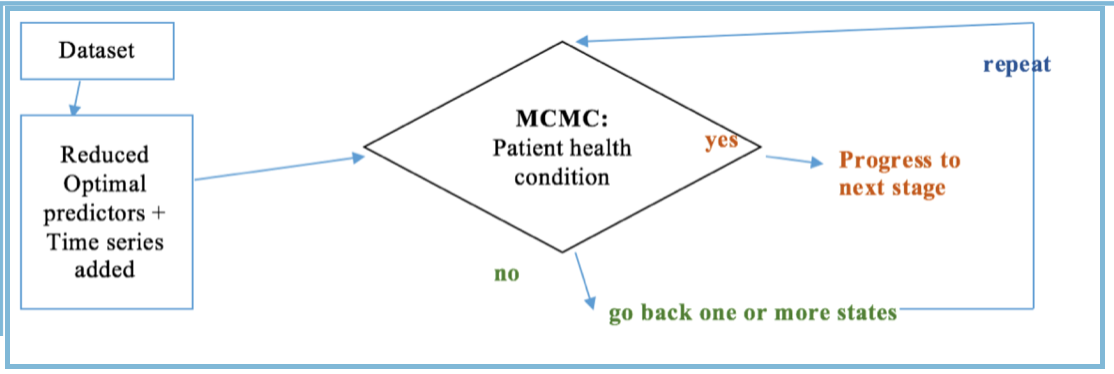 Dataset
Reduced
Optimal
predictors +
Time series
added
MCMC:
Patient health
condition
yes
no
Progress to
next stage
go back one or more states
repeat